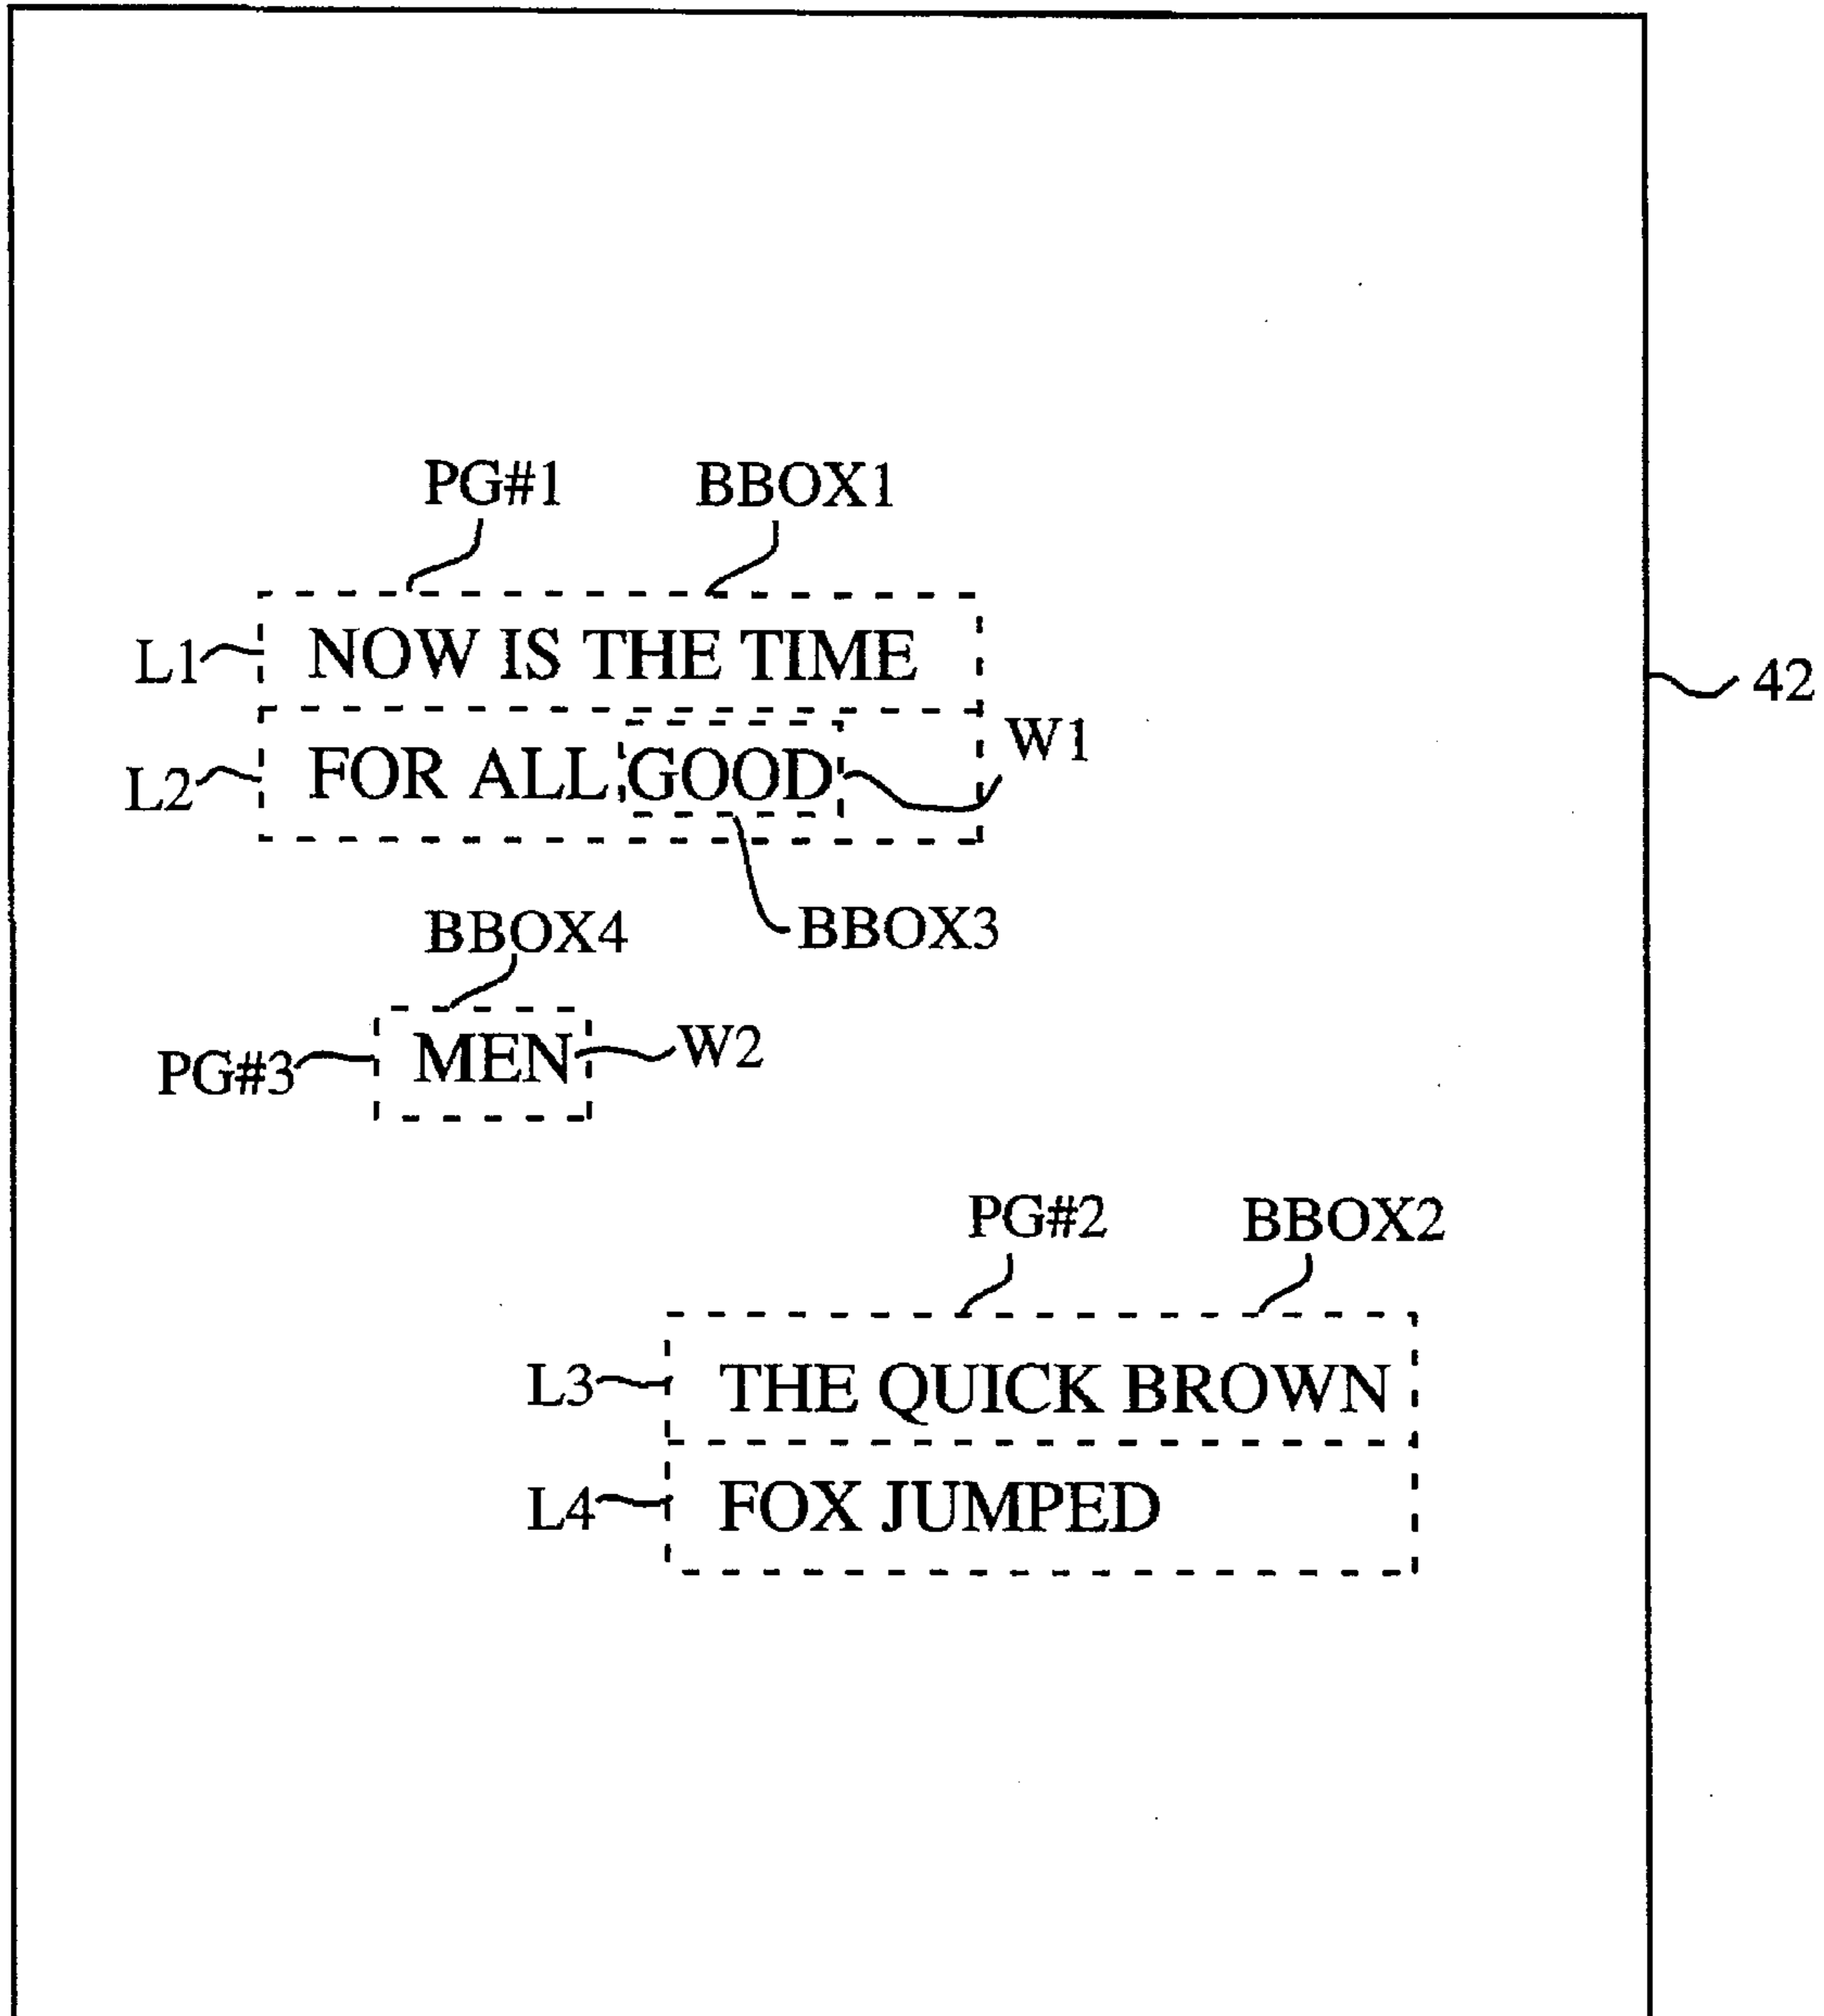 PG#1 BBOX1
L1 NOW IS THE TIME
42
L2 FOR ALL GOOD W1
BBOX4 BBOX3
PG#3 MEN W2
PG#2 BBOX2
L3 THE QUICK BROWN
L4 FOX JUMPED